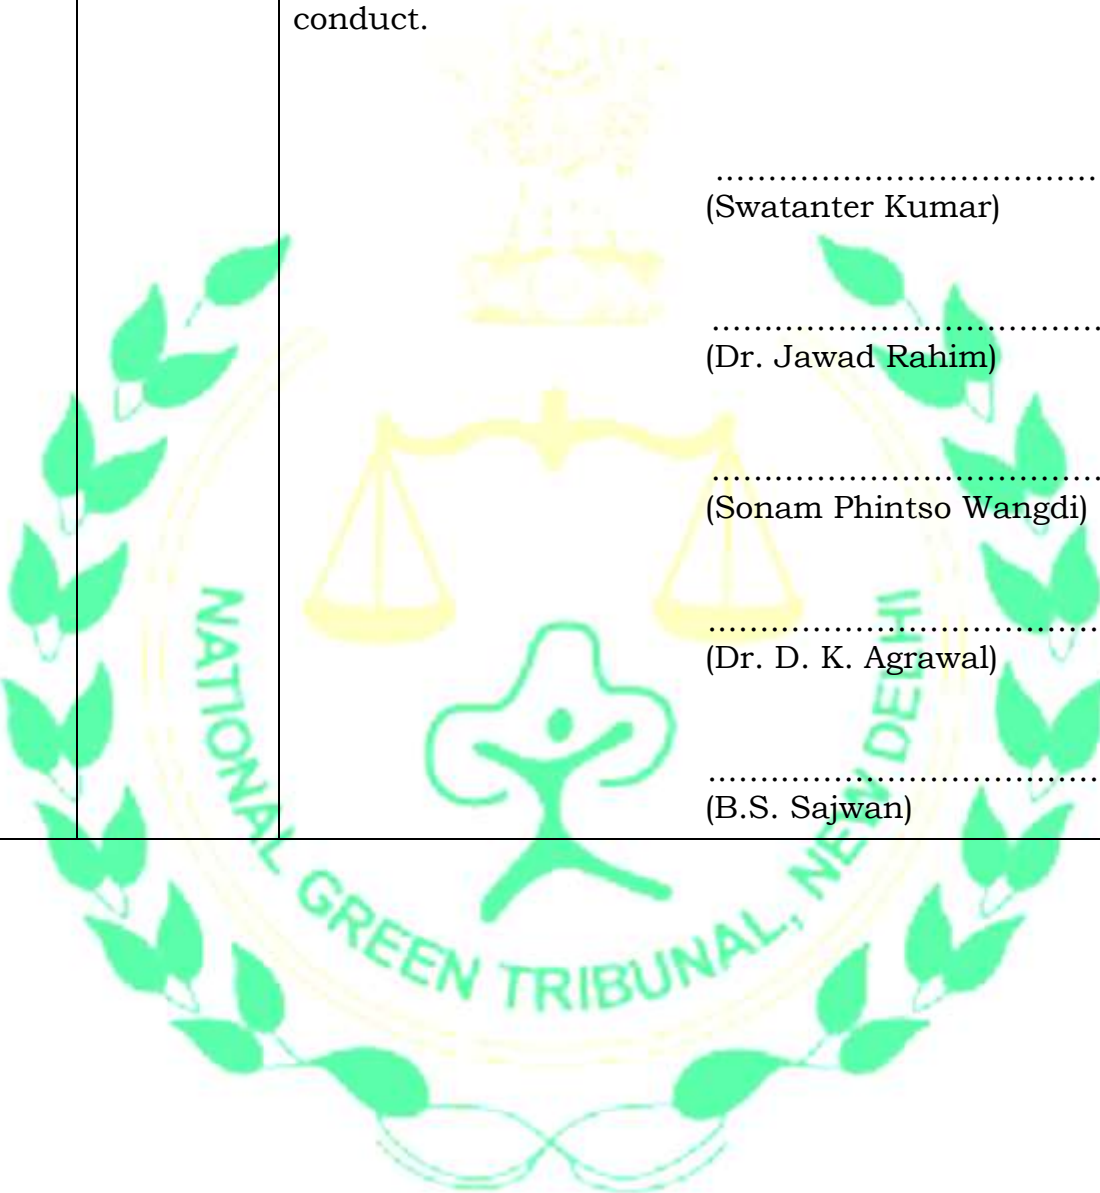 conduct.
……………………………….
(Swatanter Kumar)
……………………………….
(Dr. Jawad Rahim)
……………………………….
(Sonam Phintso Wangdi)
……………………………….
(Dr. D. K. Agrawal)
……………………………….
(B.S. Sajwan)
NATIONAL GREEN TRIBUNAL, NEW DELHI